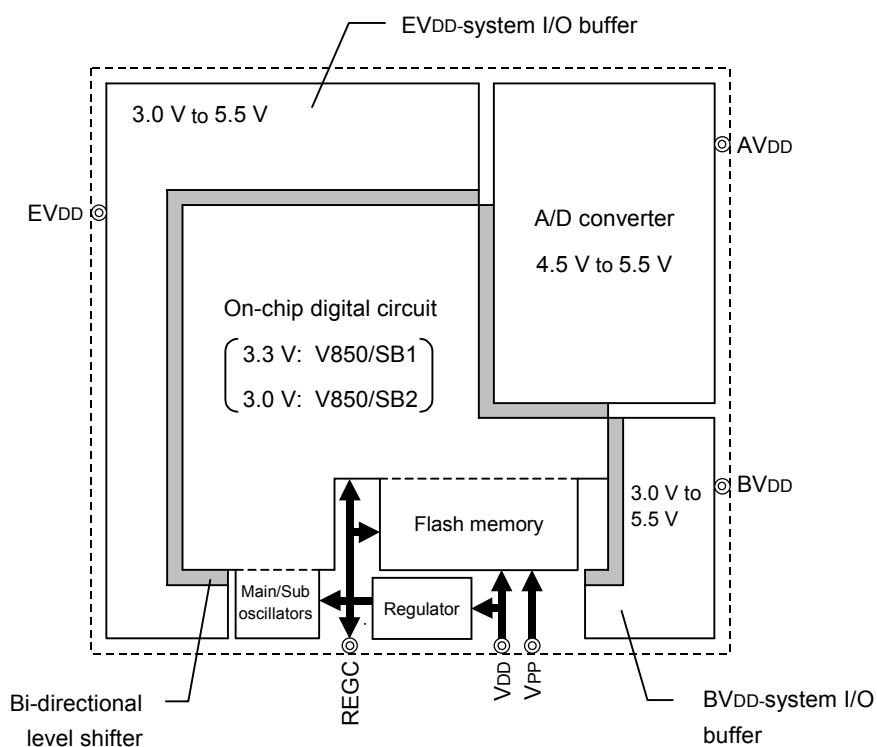 EVDD-system I/O buffer
3.0 V to 5.5 V
AVDD
EVDD
A/D converter
4.5 V to 5.5 V
On-chip digital circuit
3.3 V: V850/SB1
3.0 V: V850/SB2
BVDD
3.0 V to
5.5 V
Flash memory
Main/Sub
oscillators
Regulator
REGC
VDD
VPP
Bi-directional
level shifter
BVDD-system I/O
buffer